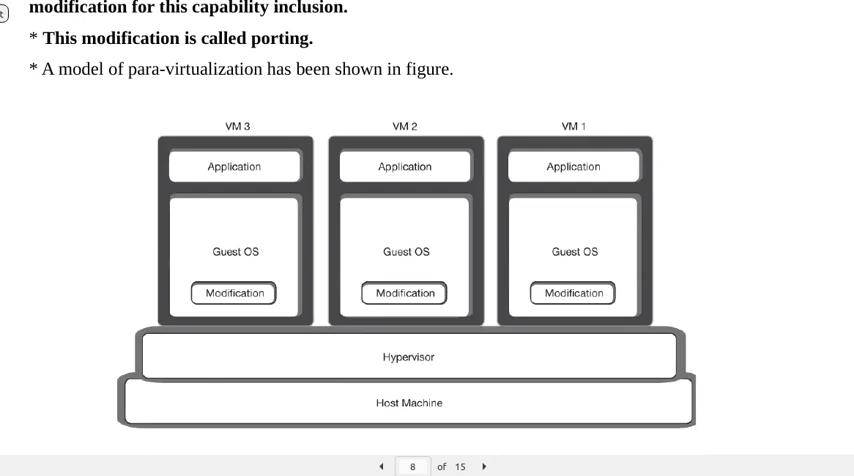 modification for this capability inclusion.
* This modification is called porting.
* A model of para-virtualization has been shown in figure.
VM 3 VM 2 VM 1
Application Application Application
Guest OS Guest OS Guest OS
Modification Modification Modification
Hypervisor
Host Machine
8 of 15